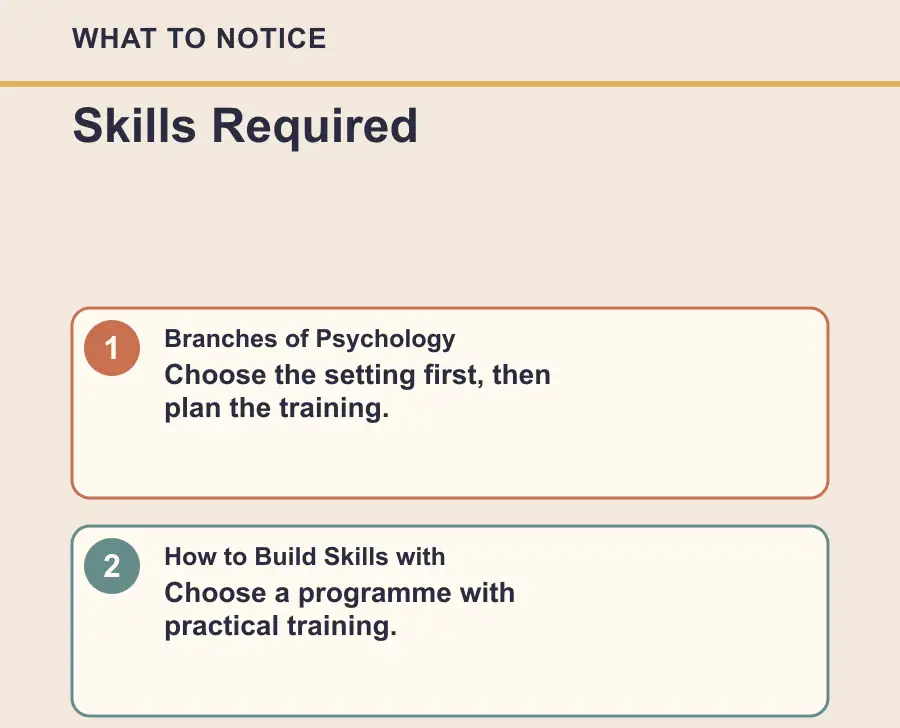 WHAT TO NOTICE
Skills Required
1
Branches of Psychology
Choose the setting first, then
plan the training.
2
How to Build Skills with
Choose a programme with
practical training.